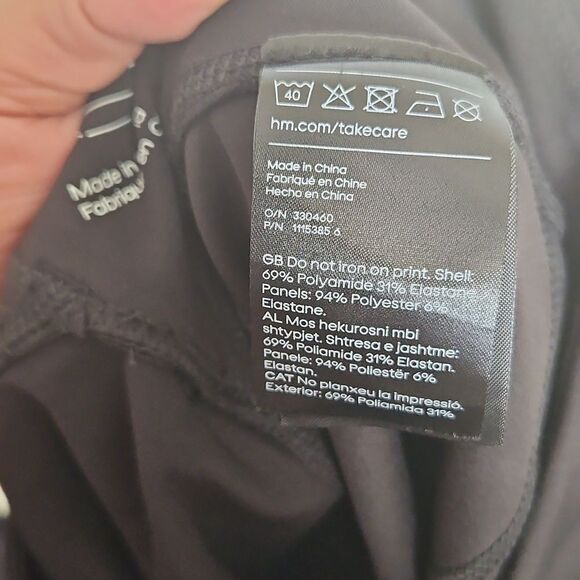 40
hm.com/takecare
Made in China
Fabriqué en Chine
Hecho en China
O/N 330460
P/N 1115385 6
GB Do not iron on print. Shell:
69% Polyamide 31% Elastane.
Panels: 94% Polyester 6%
Elastane.
AL Mos hekurosni mbi
shtypjet. Shtresa e jashtme:
69% Poliamide 31% Elastan.
Panele: 94% Poliestër 6%
Elastan.
CAT No planxeu la impressió.
Exterior: 69% Poliamida 31%
Made in C
Fabriqu
en